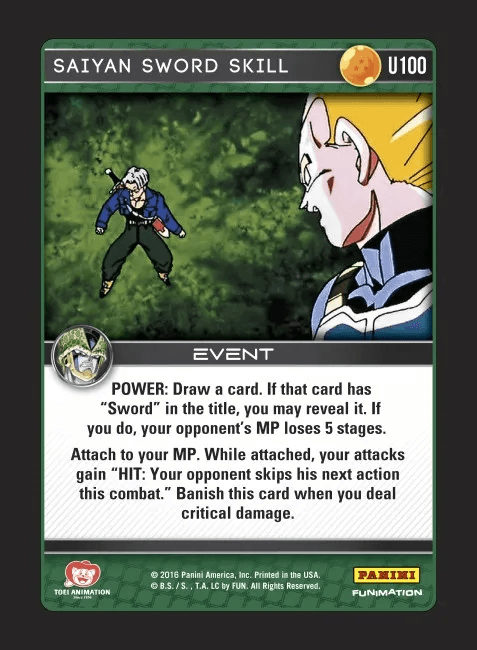 SAIYAN SWORD SKILL
U100
EVENT
POWER: Draw a card. If that card has
“Sword” in the title, you may reveal it. If
you do, your opponent’s MP loses 5 stages.
Attach to your MP. While attached, your attacks
gain “HIT: Your opponent skips his next action
this combat.” Banish this card when you deal
critical damage.
TOEI ANIMATION
© 2016 Panini America, Inc. Printed in the USA.
© B.S. / S. , T.A. LC by FUN. All Rights Reserved.
PANINI
FUNIMATION